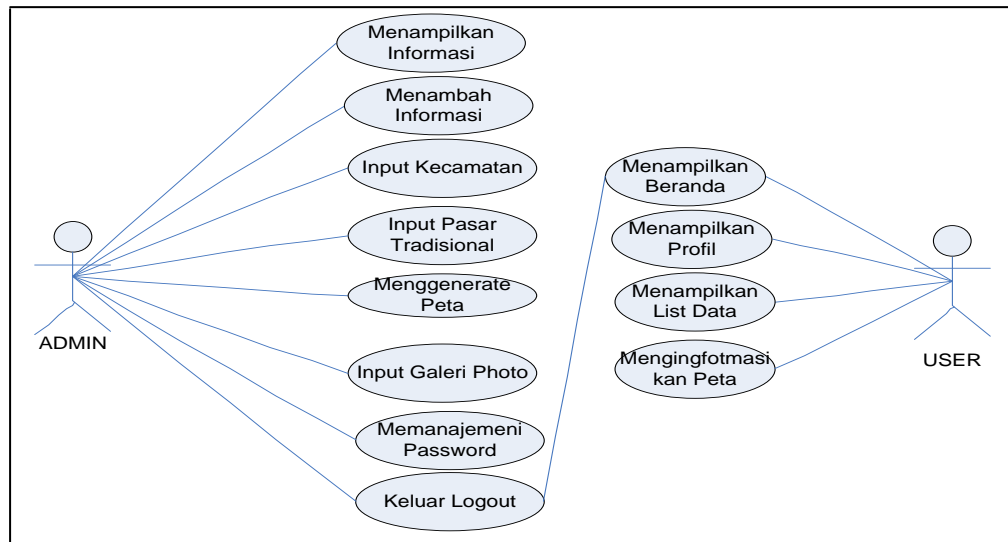 Menampilkan
Informasi
Menambah
Informasi
Input Kecamatan
Input Pasar
Tradisional
Menggenerate
Peta
Input Galeri Photo
Memanajemeni
Password
Keluar Logout
ADMIN
Menampilkan
Beranda
Menampilkan
Profil
Menampilkan
List Data
Mengingfotmasi
kan Peta
USER